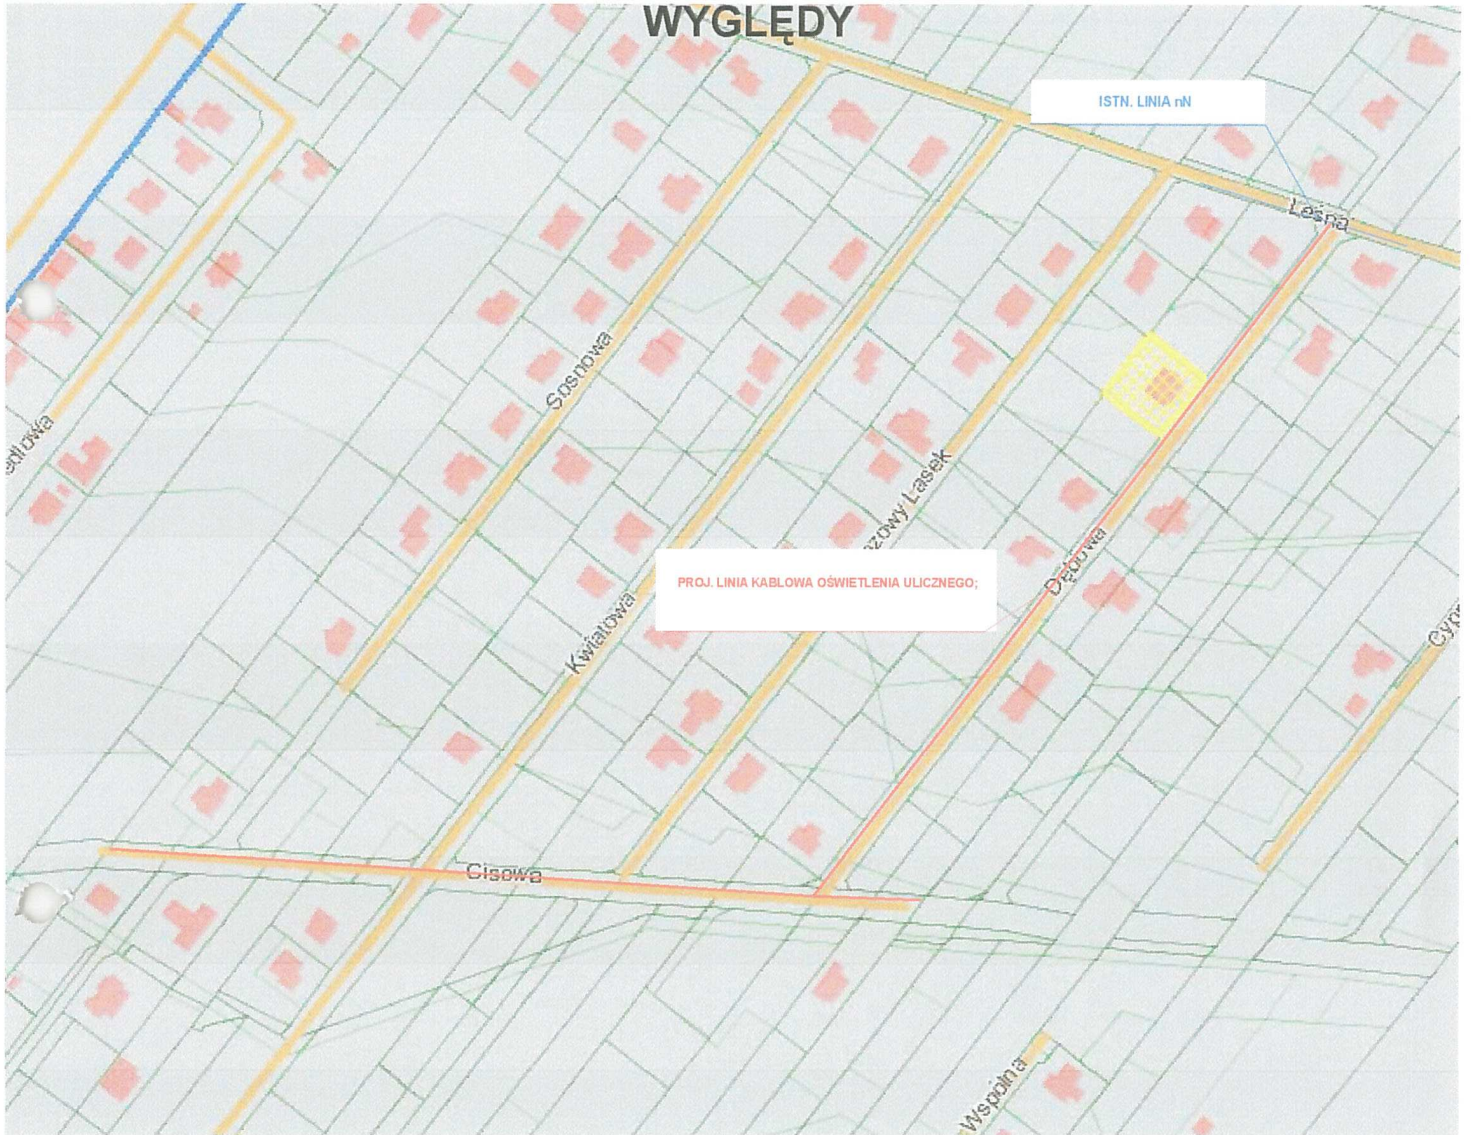 WYGLĘDY
ISTN. LINIA nN
Leśna
Sosnowa
PROJ. LINIA KABLOWA OŚWIETLENIA ULICZNEGO;
Dębowa
Kwiatowa
Lasek
Cisowa
Wspólna